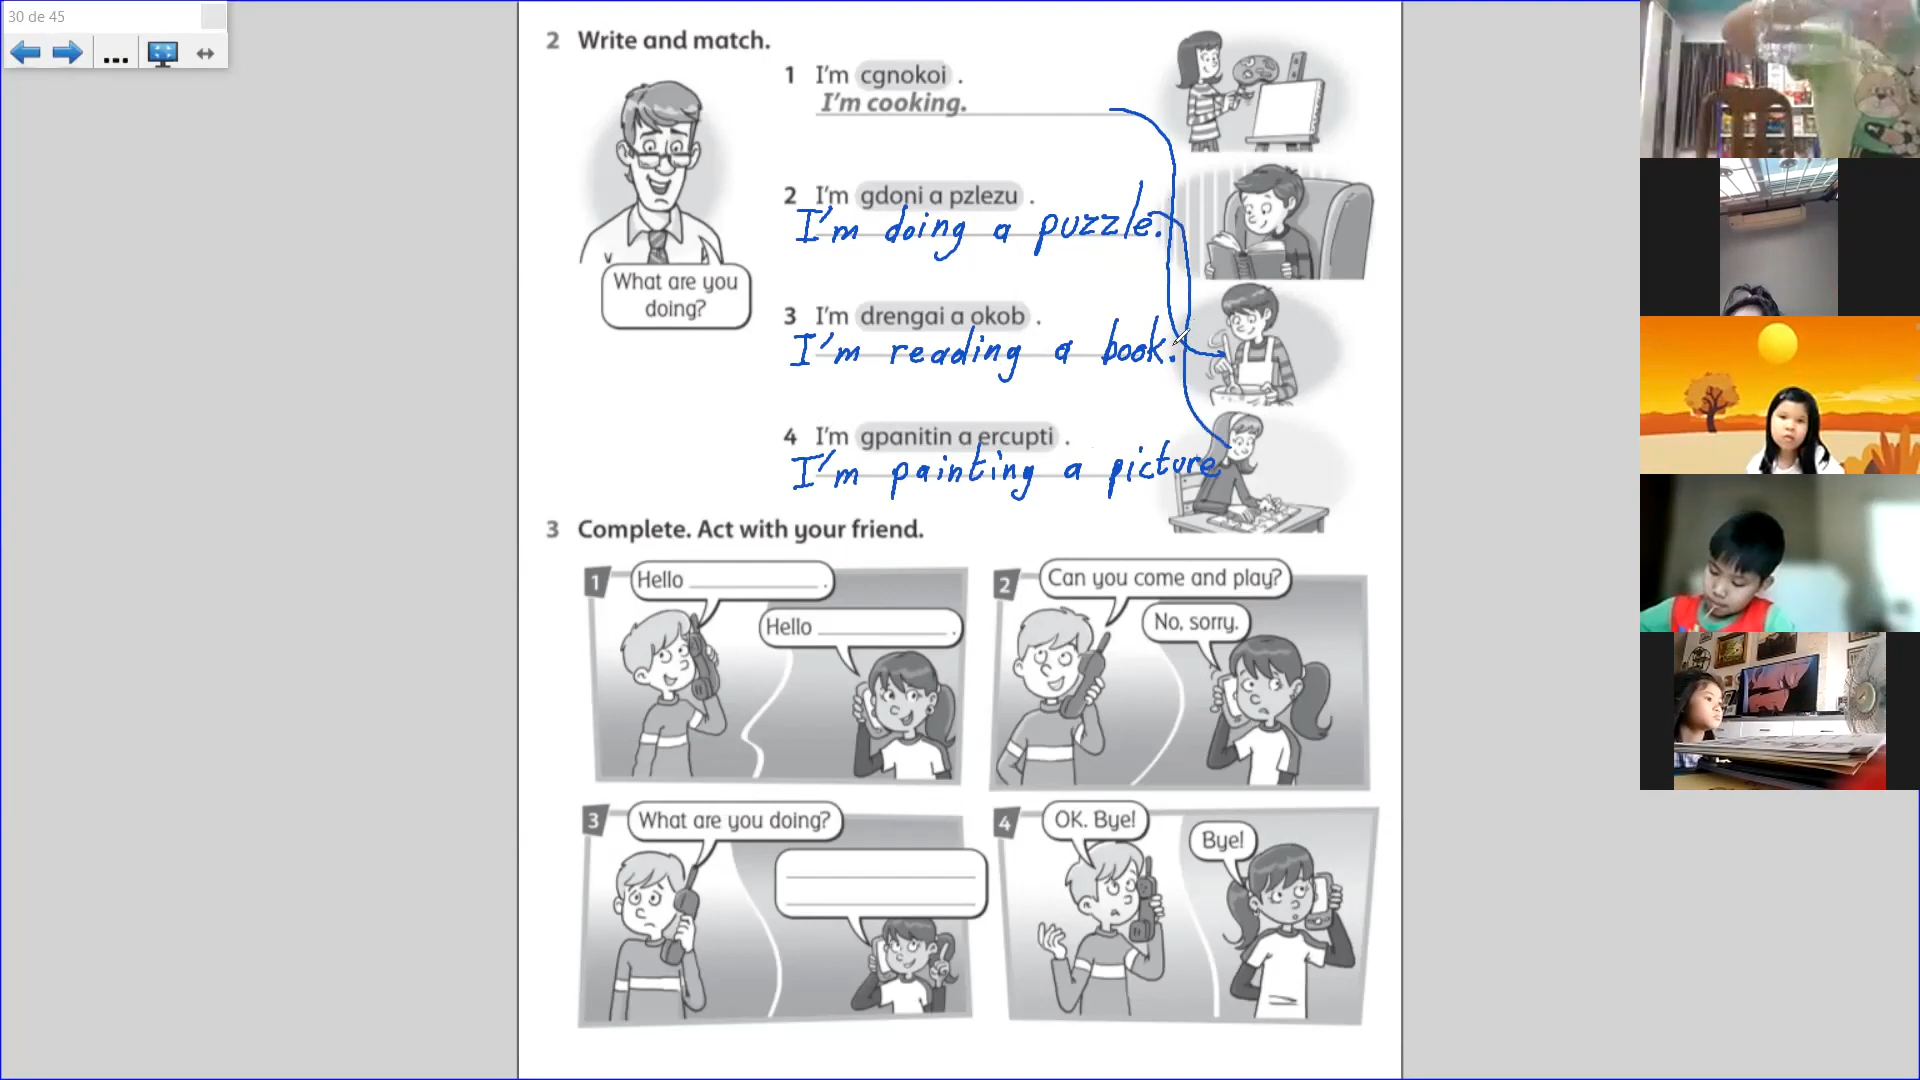 30 de 45
...
2 Write and match.
1 I'm cgnokoi .
I'm cooking.
2 I'm gdoni a pzlezu .
I'm doing a puzzle.
What are you
doing?
3 I'm drengai a okob .
I'm reading a book.
4 I'm gpanitin a ercupti .
I'm painting a picture
3 Complete. Act with your friend.
1 Hello ______________ .
Hello ______________ .
2 Can you come and play?
No, sorry.
3 What are you doing?
4 OK. Bye!
Bye!